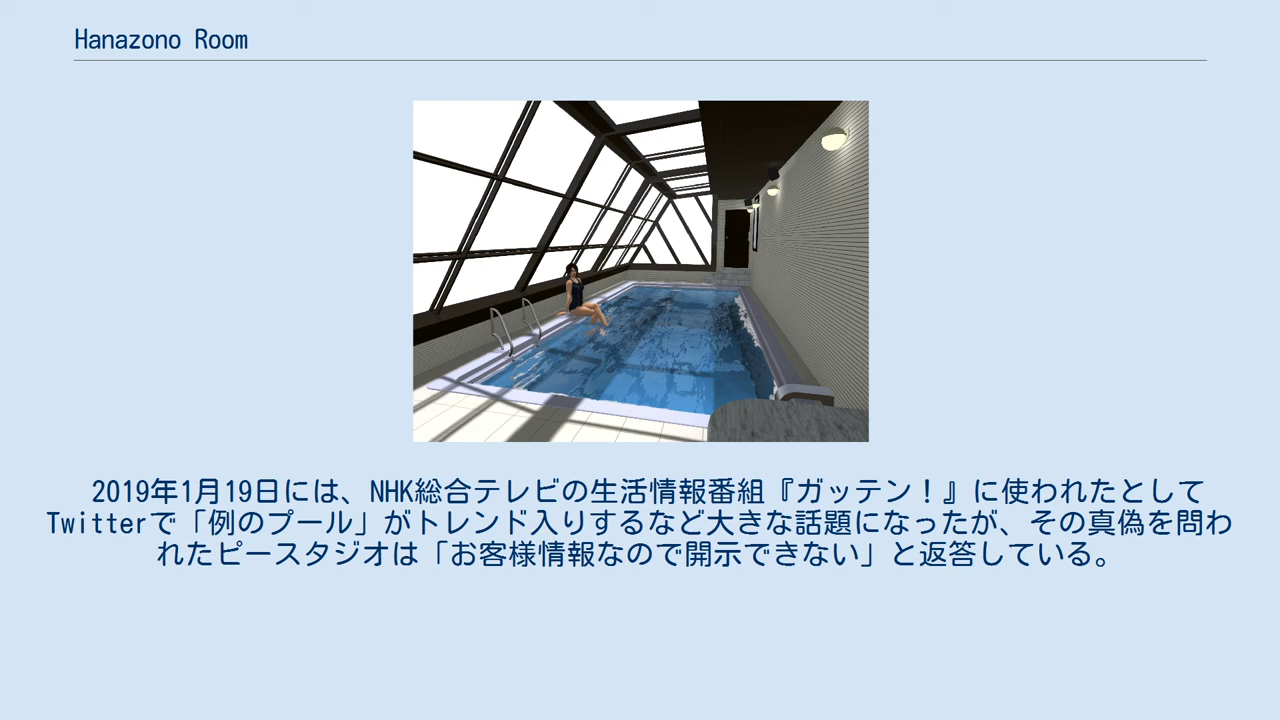 Hanazono Room
2019年1月19日には、NHK総合テレビの生活情報番組『ガッテン！』に使われたとして
Twitterで「例のプール」がトレンド入りするなど大きな話題になったが、その真偽を問わ
れたピースタジオは「お客様情報なので開示できない」と返答している。